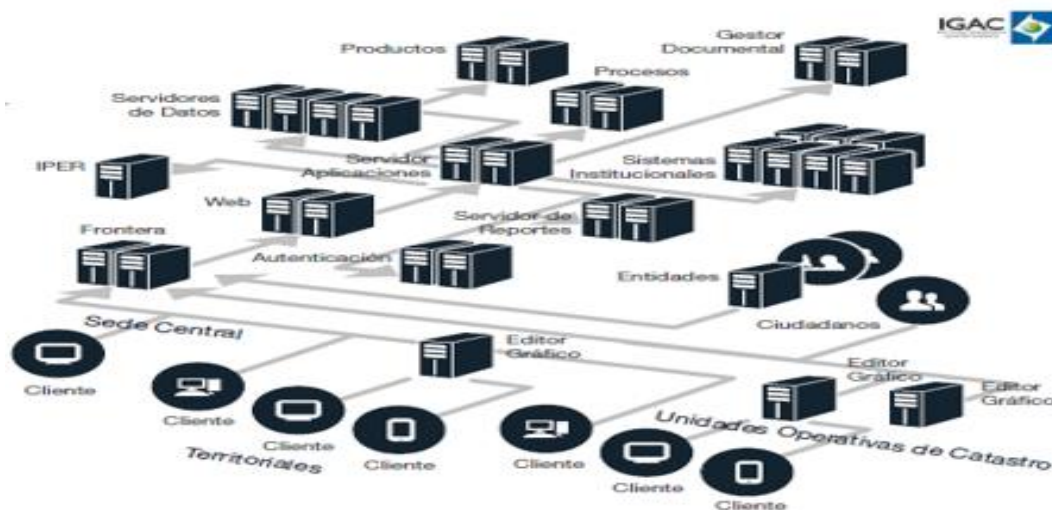 IGAC
Productos
Gestor
Documental
Procesos
Servidores
de Datos
IPER
Servidor
Aplicaciones
Sistemas
Institucionales
Web
Servidor de
Reportes
Frontera
Autenticación
Entidades
Ciudadanos
Sede Central
Editor
Gráfico
Editor
Gráfico
Editor
Gráfico
Cliente
Cliente
Cliente
Cliente
Cliente
Cliente
Cliente
Territoriales
Unidades Operativas de Catastro